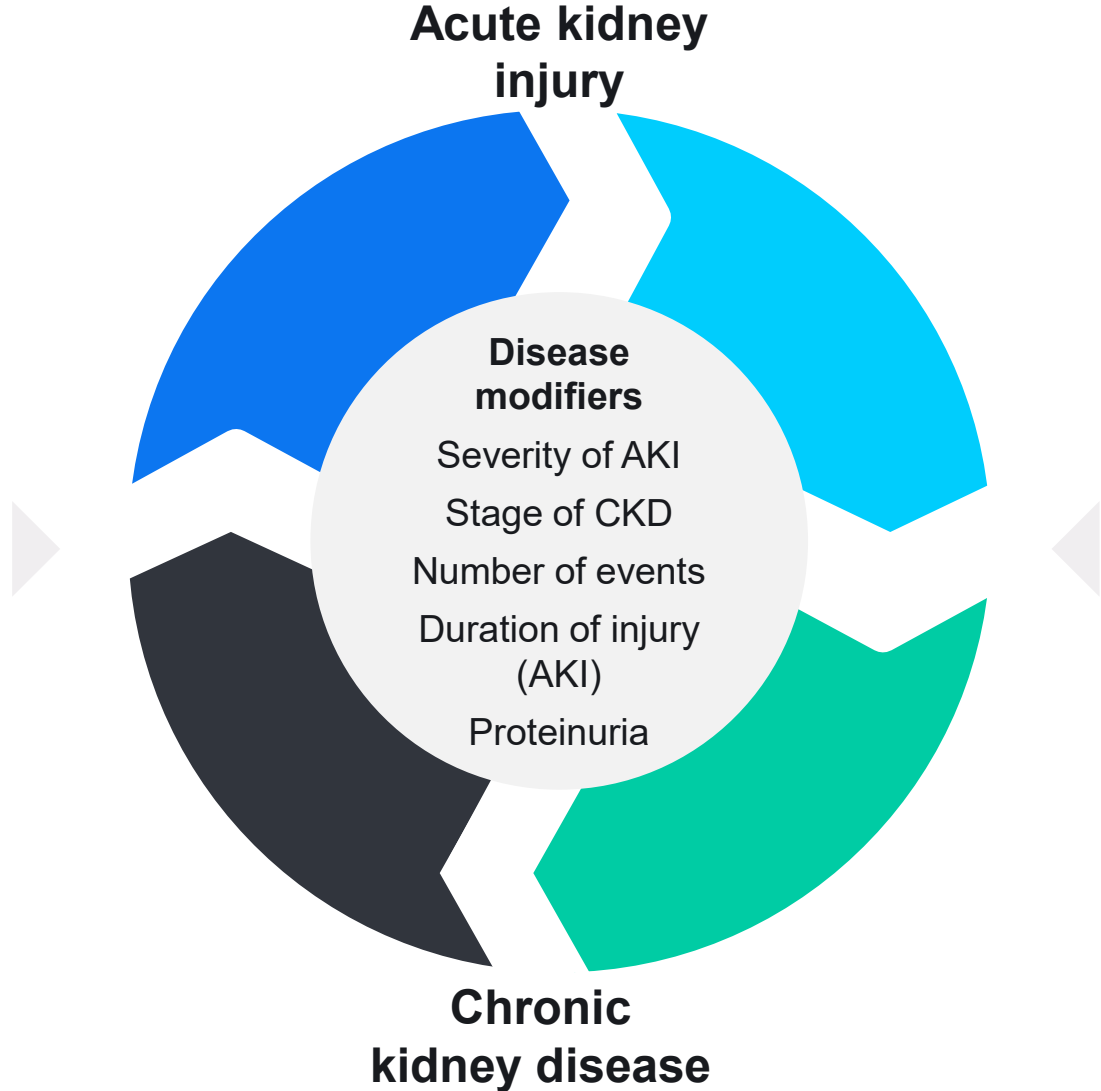 Acute kidney
injury
Disease
modifiers
Severity of AKI
Stage of CKD
Number of events
Duration of injury
(AKI)
Proteinuria
Chronic
kidney disease